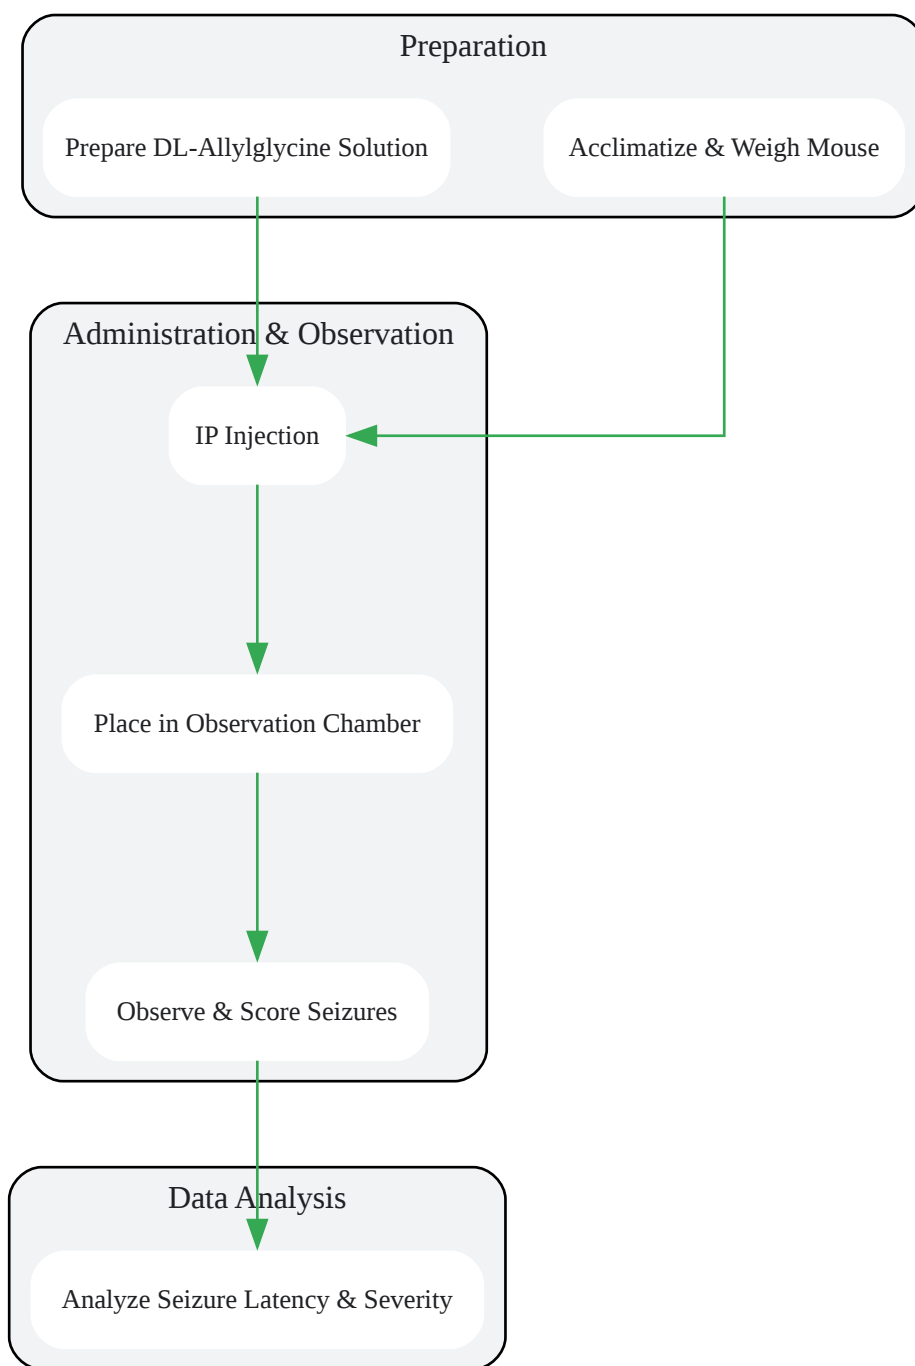 Preparation
Prepare DL-Allylglycine Solution
Acclimatize & Weigh Mouse
Administration & Observation
IP Injection
Place in Observation Chamber
Observe & Score Seizures
Data Analysis
Analyze Seizure Latency & Severity